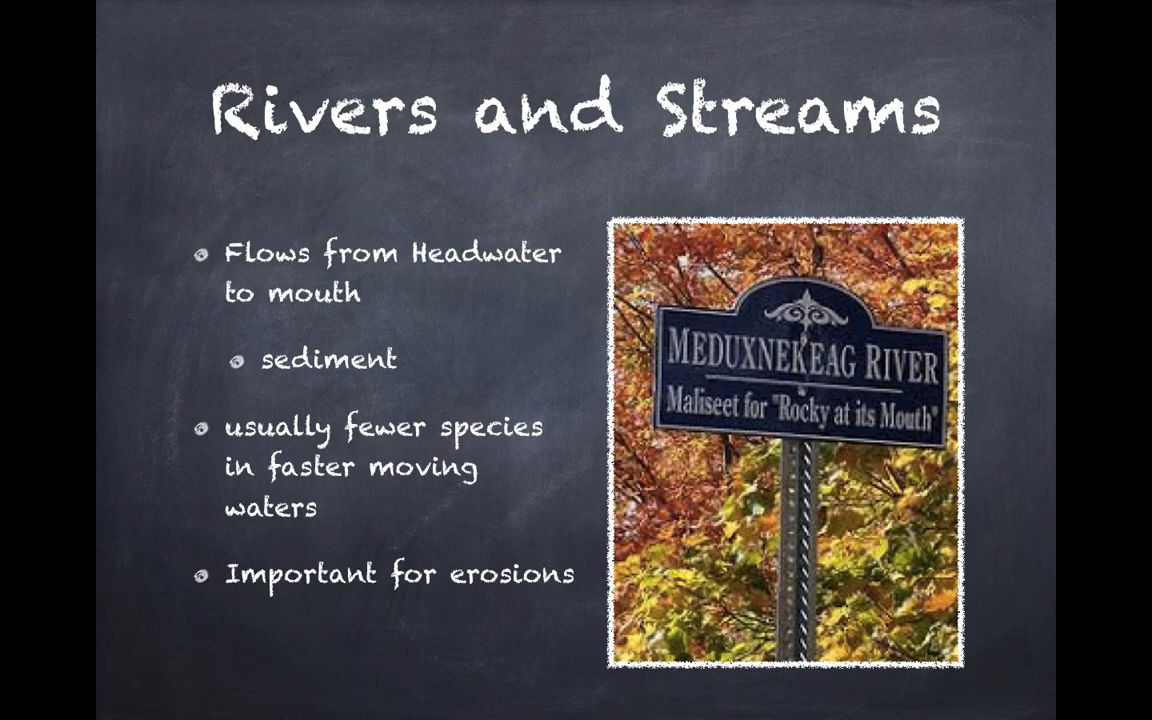 Rivers and Streams
Flows from Headwater
to mouth
sediment
usually fewer species
in faster moving
waters
Important for erosions
MEDUXNEKEAG RIVER
Maliseet for "Rocky at its Mouth"